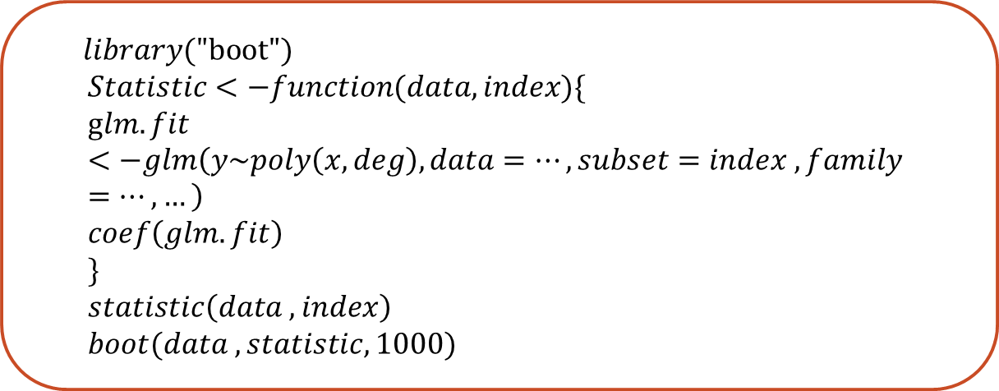 library("boot")
Statistic < −function(data, index){
glm. fit
< −glm(y~poly(x, deg), data = ⋯ , subset = index , family
= ⋯ , … )
coef(glm. fit)
}
statistic(data , index)
boot(data , statistic, 1000)